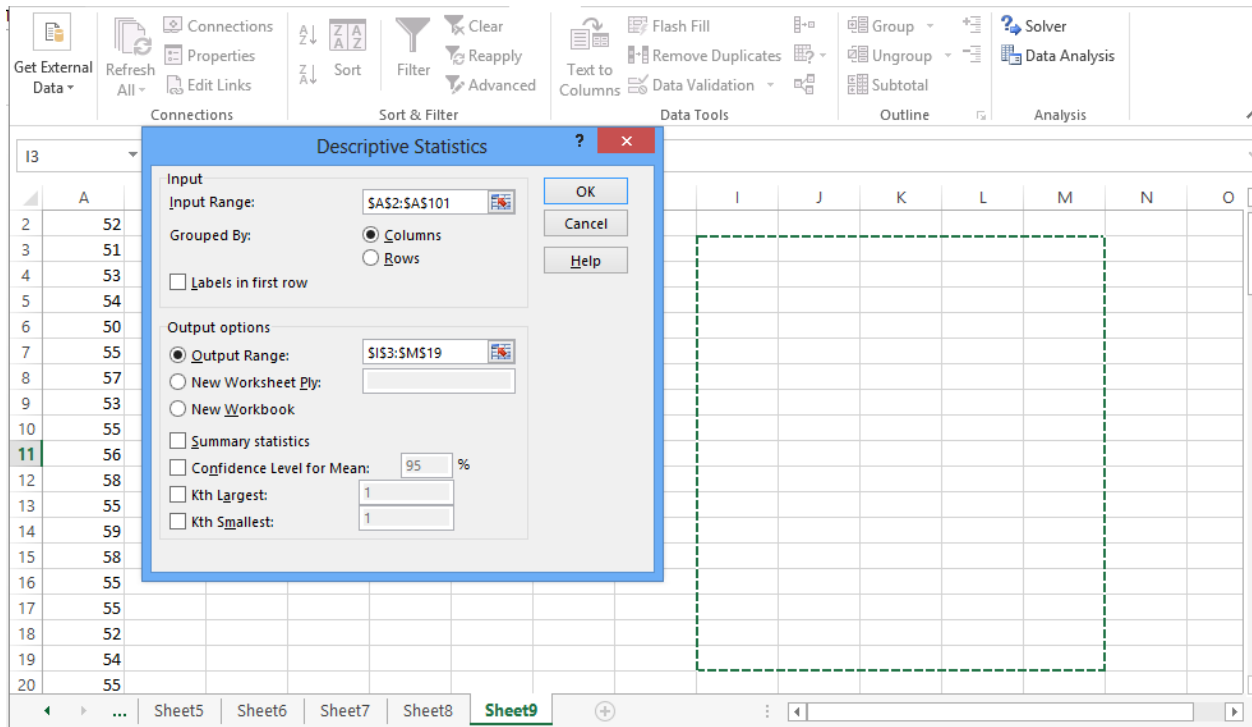 Connections Clear Flash Fill Group Solver
Properties Reapply Remove Duplicates Ungroup Data Analysis
Get External Data Refresh All Edit Links Sort Filter Advanced Text to Columns Data Validation Subtotal
Connections Sort & Filter Data Tools Outline Analysis
I3
Descriptive Statistics ? ×
Input
Input Range: $A$2:$A$101 OK
Grouped By: Columns Cancel
Rows Help
Labels in first row
Output options
Output Range: $I$3:$M$19
New Worksheet Ply:
New Workbook
Summary statistics
Confidence Level for Mean: 95 %
Kth Largest: 1
Kth Smallest: 1
A I J K L M N O
2 52
3 51
4 53
5 54
6 50
7 55
8 57
9 53
10 55
11 56
12 58
13 55
14 59
15 58
16 55
17 55
18 52
19 54
20 55
... Sheet5 Sheet6 Sheet7 Sheet8 Sheet9